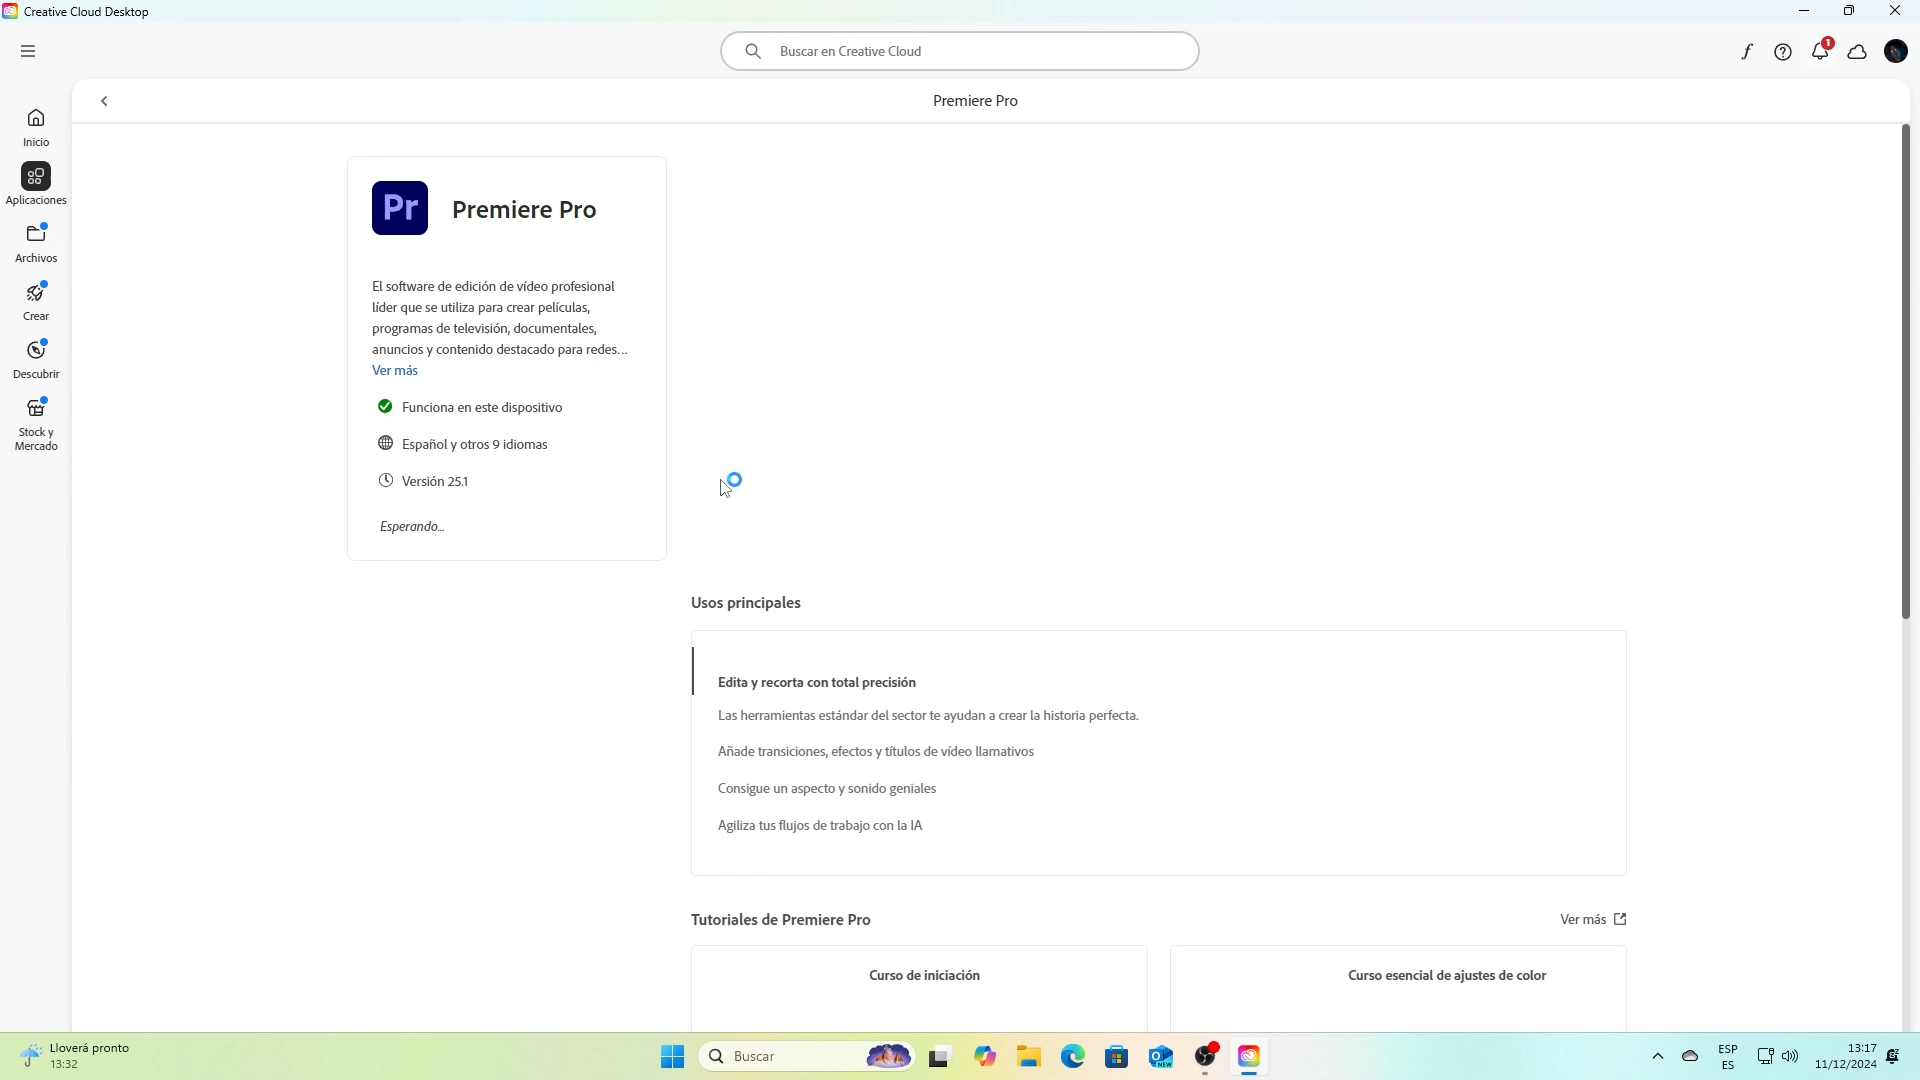 Creative Cloud Desktop
Buscar en Creative Cloud
1
Premiere Pro
Inicio
Aplicaciones
Archivos
Crear
Descubrir
Stock y
Mercado
Pr
Premiere Pro
El software de edición de vídeo profesional
líder que se utiliza para crear películas,
programas de televisión, documentales,
anuncios y contenido destacado para redes...
Ver más
Funciona en este dispositivo
Español y otros 9 idiomas
Versión 25.1
Esperando...
Usos principales
Edita y recorta con total precisión
Las herramientas estándar del sector te ayudan a crear la historia perfecta.
Añade transiciones, efectos y títulos de vídeo llamativos
Consigue un aspecto y sonido geniales
Agiliza tus flujos de trabajo con la IA
Tutoriales de Premiere Pro
Ver más
Curso de iniciación
Curso esencial de ajustes de color
Lloverá pronto
13:32
Buscar
NEW
ESP
ES
13:17
11/12/2024